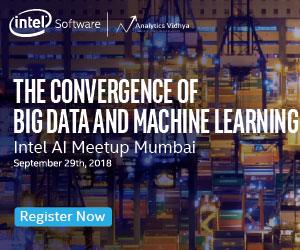 intel Software | Analytics Vidhya
THE CONVERGENCE OF
BIG DATA AND MACHINE LEARNING
Intel AI Meetup Mumbai
September 29th, 2018
Register Now